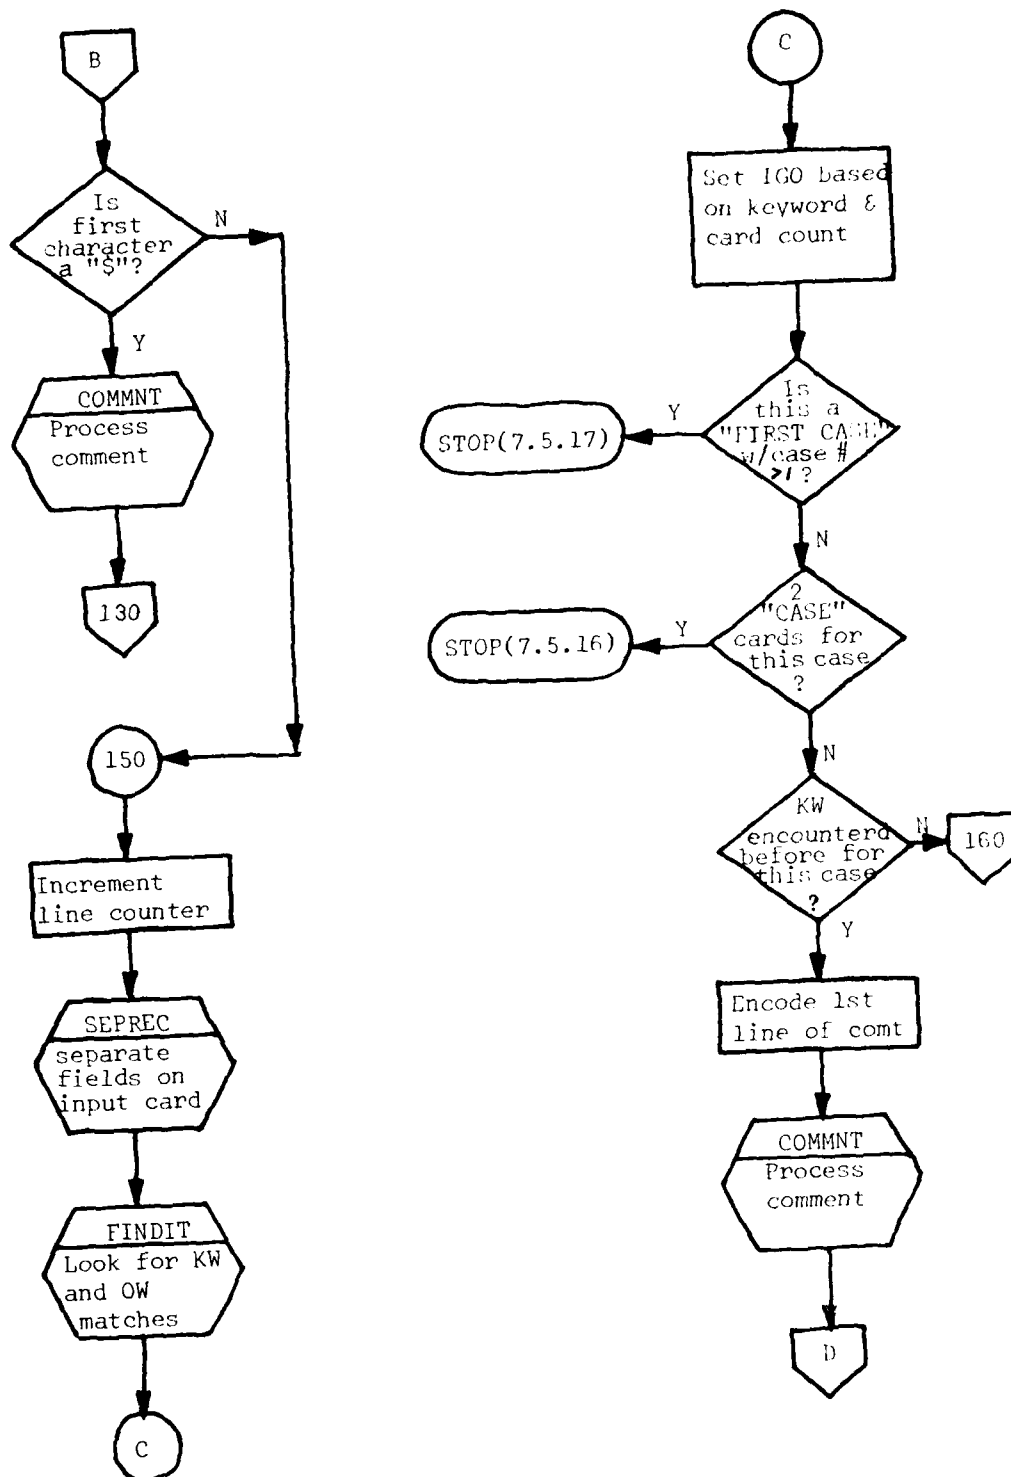 B
Is
first
character
a "$"?
N
Y
COMMNT
Process
comment
130
150
Increment
line counter
SEPREC
separate
fields on
input card
FINDIT
Look for KW
and OW
matches
C
C
Set IGO based
on keyword &
card count
Is
this a
"FIRST CASE"
w/case #
>1?
Y
STOP(7.5.17)
N
2
"CASE"
cards for
this case
?
Y
STOP(7.5.16)
N
KW
encounterd
before for
this case
?
N
160
Y
Encode 1st
line of comt
COMMNT
Process
comment
D